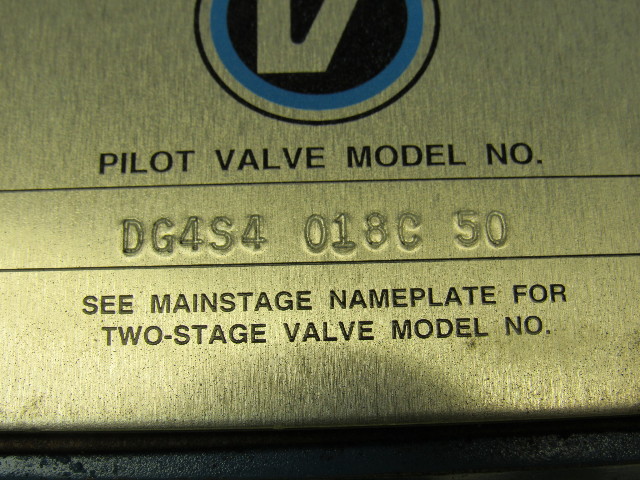 V
PILOT VALVE MODEL NO.
DG4S4 018C 50
SEE MAINSTAGE NAMEPLATE FOR
TWO-STAGE VALVE MODEL NO.